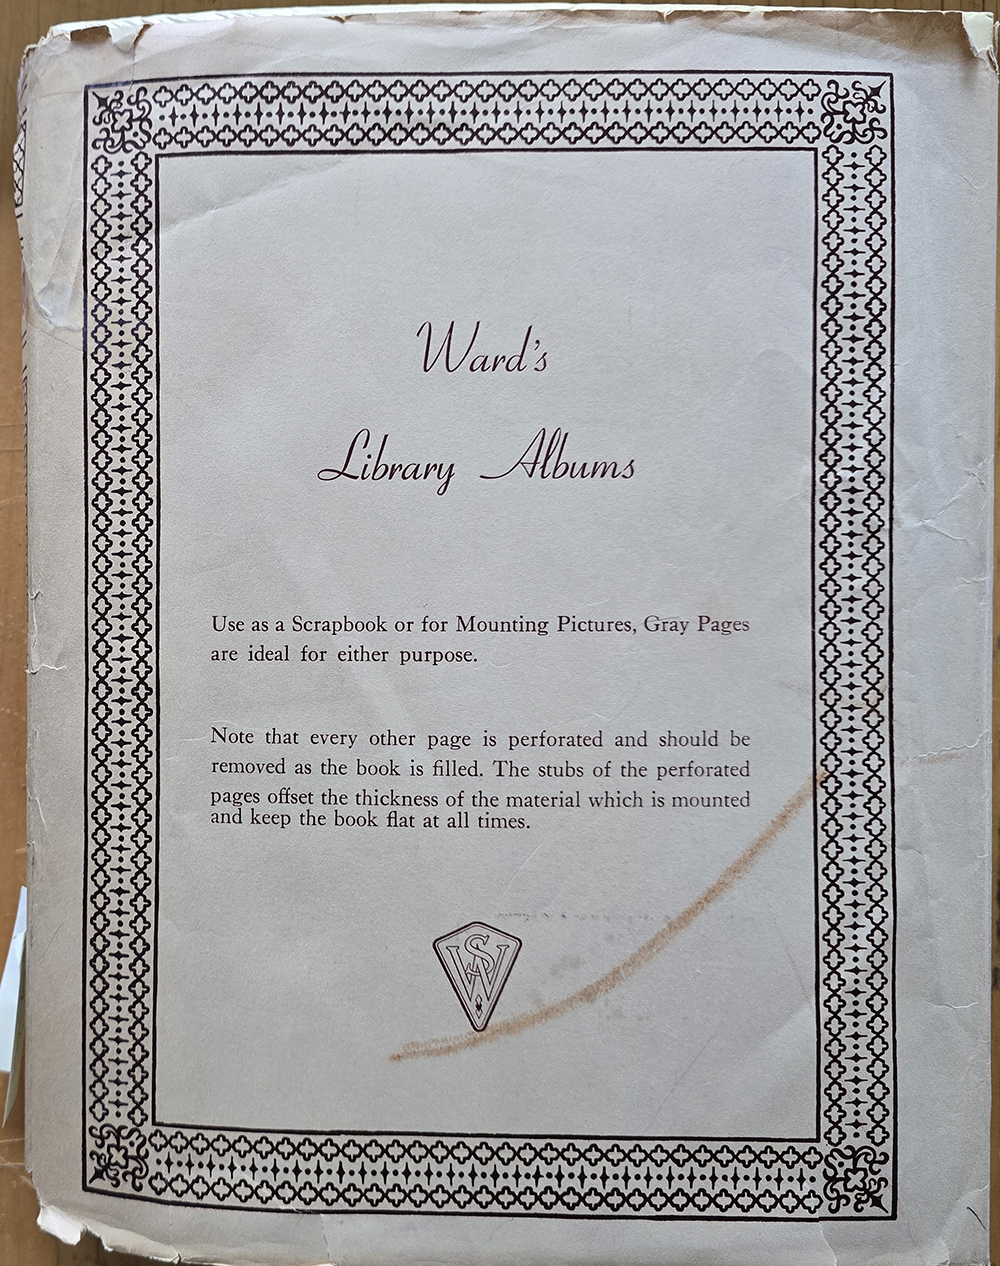 Ward's
Library Albums
Use as a Scrapbook or for Mounting Pictures, Gray Pages
are ideal for either purpose.
Note that every other page is perforated and should be
removed as the book is filled. The stubs of the perforated
pages offset the thickness of the material which is mounted
and keep the book flat at all times.